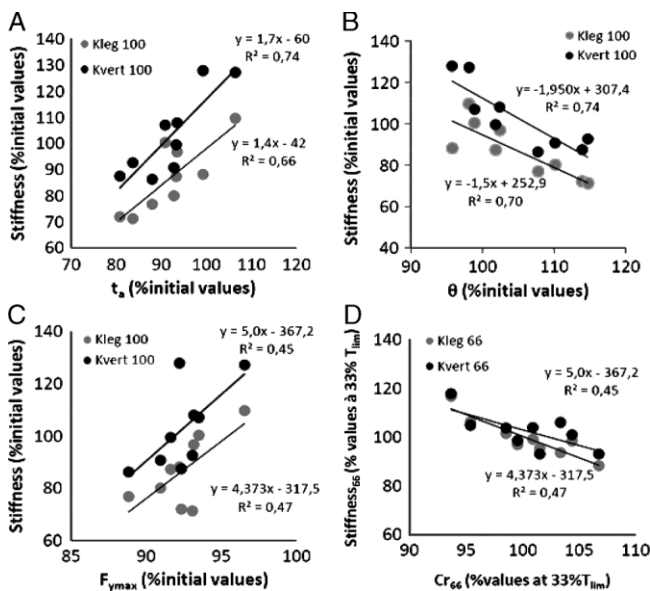 A
Kleg 100
Kvert 100
y = 1,7x - 60
R² = 0,74
y = 1,4x - 42
R² = 0,66
Stiffness (%initial values)
140
130
120
110
100
90
80
70
60
70
80
90
100
110
120
tₐ (%initial values)
B
Kleg 100
Kvert 100
y= -1,950x + 307,4
R² = 0,74
y = -1,5x + 252,9
R² = 0,70
Stiffness (%initial values)
140
120
100
80
60
40
90
100
110
120
θ (%initial values)
C
Kleg 100
Kvert 100
y = 5,0x - 367,2
R² = 0,45
y = 4,373x - 317,5
R² = 0,47
Stiffness (%initial values)
140
120
100
80
60
85
90
95
100
Fymax (%initial values)
D
Kleg 66
Kvert 66
y = 5,0x - 367,2
R² = 0,45
y = 4,373x - 317,5
R² = 0,47
Stiffness₆₆ (% values à 33% Tlim)
140
120
100
80
60
90
95
100
105
110
Cr₆₆ (%values at 33%Tlim)